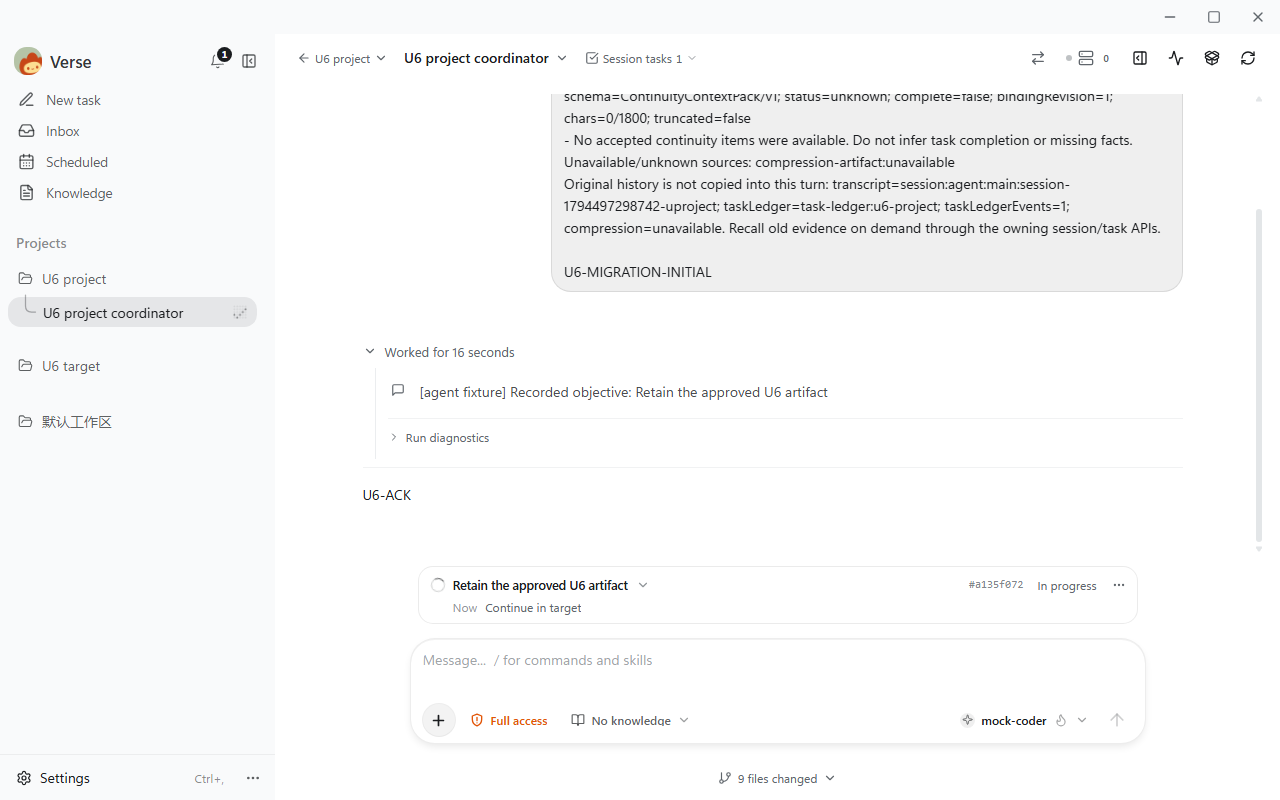 Verse
1
New task
Inbox
Scheduled
Knowledge
Projects
U6 project
U6 project coordinator
U6 target
默认工作区
Settings
Ctrl+,
U6 project
U6 project coordinator
Session tasks 1
0
schema=ContinuityContextPack/v1; status=unknown; complete=false; bindingRevision=1;
chars=0/1800; truncated=false
- No accepted continuity items were available. Do not infer task completion or missing facts.
Unavailable/unknown sources: compression-artifact:unavailable
Original history is not copied into this turn: transcript=session:agent:main:session-
1794497298742-uproject; taskLedger=task-ledger:u6-project; taskLedgerEvents=1;
compression=unavailable. Recall old evidence on demand through the owning session/task APIs.
U6-MIGRATION-INITIAL
Worked for 16 seconds
[agent fixture] Recorded objective: Retain the approved U6 artifact
Run diagnostics
U6-ACK
Retain the approved U6 artifact
#a135f072
In progress
Now Continue in target
Message... / for commands and skills
Full access
No knowledge
mock-coder
9 files changed